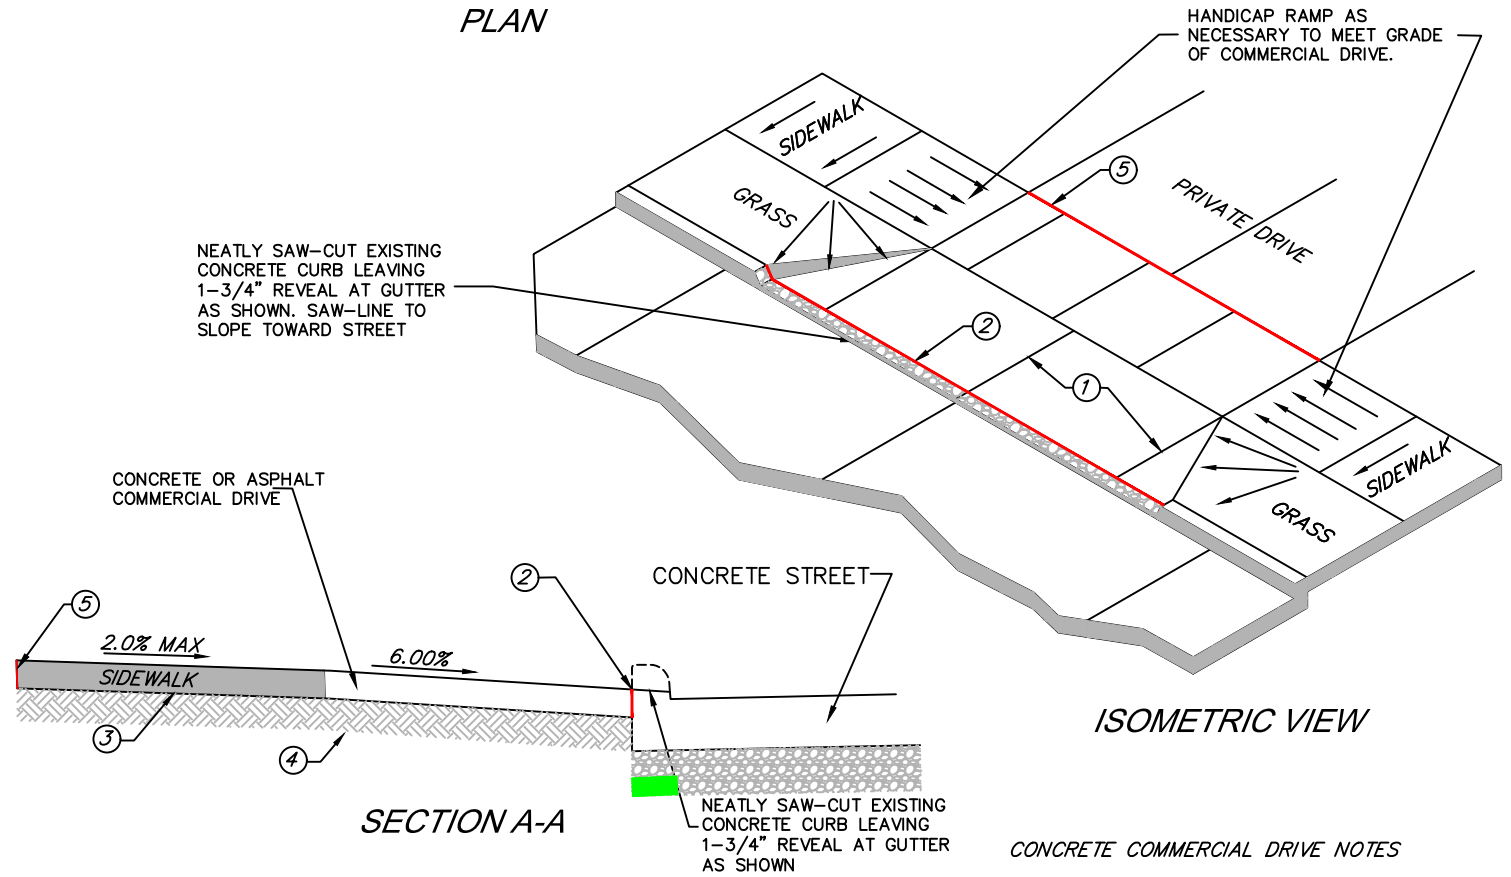 PLAN
HANDICAP RAMP AS
NECESSARY TO MEET GRADE
OF COMMERCIAL DRIVE.
SIDEWALK
5
PRIVATE DRIVE
GRASS
NEATLY SAW-CUT EXISTING
CONCRETE CURB LEAVING
1-3/4" REVEAL AT GUTTER
AS SHOWN. SAW-LINE TO
SLOPE TOWARD STREET
2
1
SIDEWALK
GRASS
ISOMETRIC VIEW
CONCRETE OR ASPHALT
COMMERCIAL DRIVE
2
CONCRETE STREET
5
2.0% MAX
6.00%
SIDEWALK
3
4
SECTION A-A
NEATLY SAW-CUT EXISTING
CONCRETE CURB LEAVING
1-3/4" REVEAL AT GUTTER
AS SHOWN
CONCRETE COMMERCIAL DRIVE NOTES